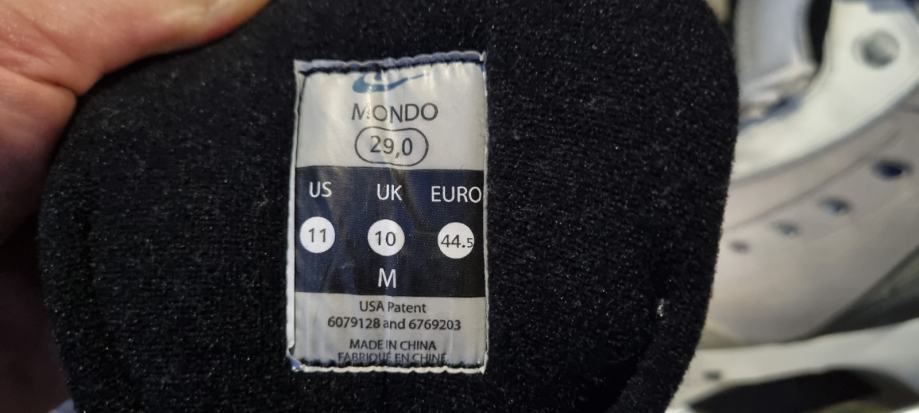 MONDO
29,0
US UK EURO
11 10 44.5
M
USA Patent
6079128 and 6769203
MADE IN CHINA
FABRIQUÉ EN CHINE